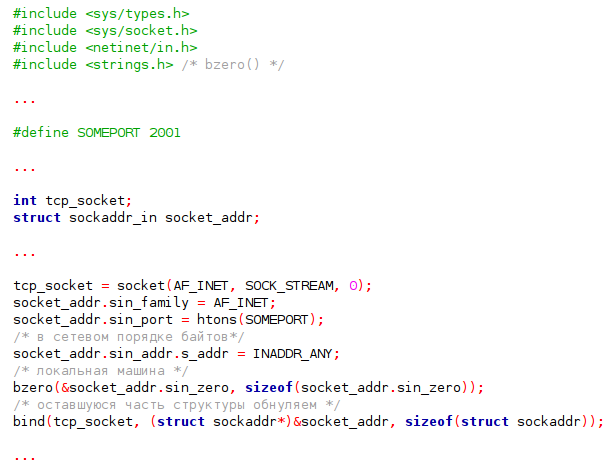 #include <sys/types.h>
#include <sys/socket.h>
#include <netinet/in.h>
#include <strings.h> /* bzero() */
...
#define SOMEPORT 2001
...
int tcp_socket;
struct sockaddr_in socket_addr;
...
tcp_socket = socket(AF_INET, SOCK_STREAM, 0);
socket_addr.sin_family = AF_INET;
socket_addr.sin_port = htons(SOMEPORT);
/* в сетевом порядке байтов*/
socket_addr.sin_addr.s_addr = INADDR_ANY;
/* локальная машина */
bzero(&socket_addr.sin_zero, sizeof(socket_addr.sin_zero));
/* оставшуюся часть структуры обнуляем */
bind(tcp_socket, (struct sockaddr*)&socket_addr, sizeof(struct sockaddr));
...